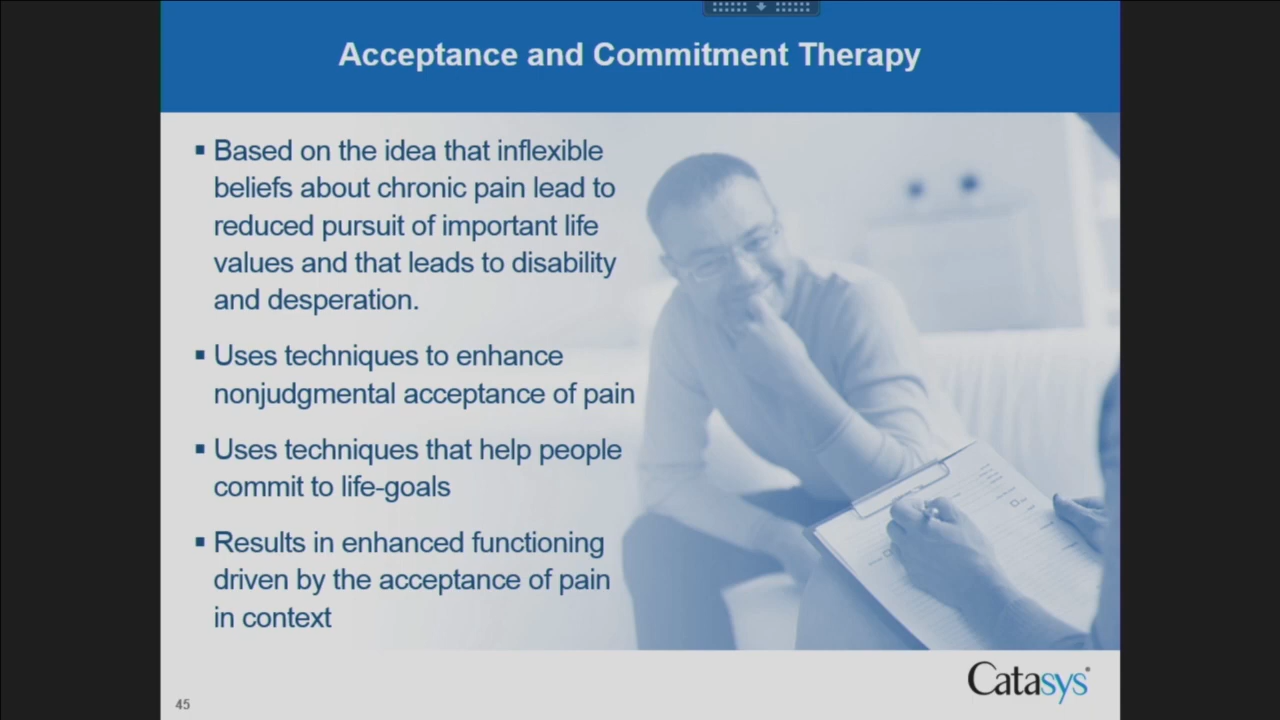 Acceptance and Commitment Therapy
▪ Based on the idea that inflexible
beliefs about chronic pain lead to
reduced pursuit of important life
values and that leads to disability
and desperation.
▪ Uses techniques to enhance
nonjudgmental acceptance of pain
▪ Uses techniques that help people
commit to life-goals
▪ Results in enhanced functioning
driven by the acceptance of pain
in context
Catasys
45